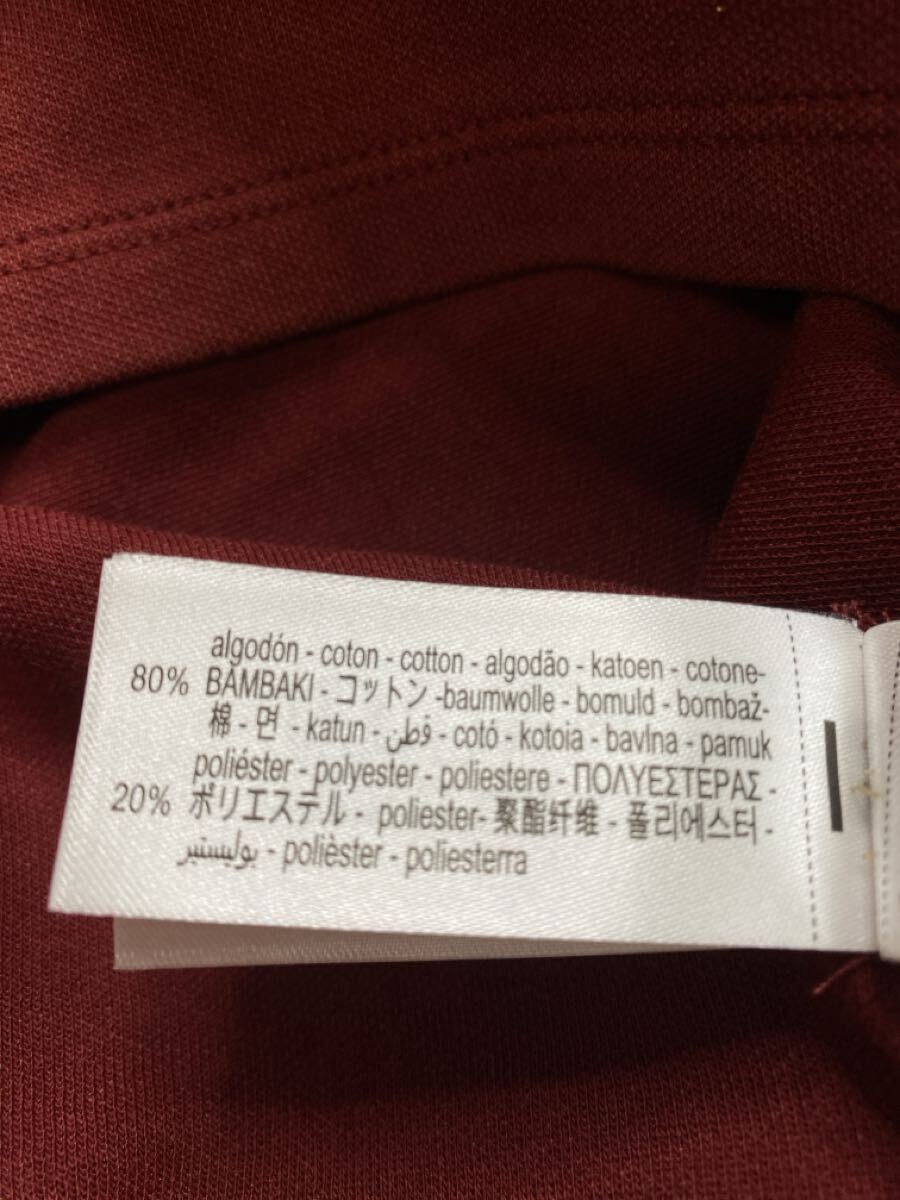 algodón - coton - cotton - algodão - katoen - cotone-
80% BAMBAKI - コットン -baumwolle - bomuld - bombaž-
棉 - 면 - katun - قطن - cotó - kotoia - bavlna - pamuk
poliéster - polyester - poliestere - ΠΟΛΥΕΣΤΕΡΑΣ -
20% ポリエステル - poliester- 聚酯纤维 - 폴리에스터 -
بوليستير - polièster - poliesterra